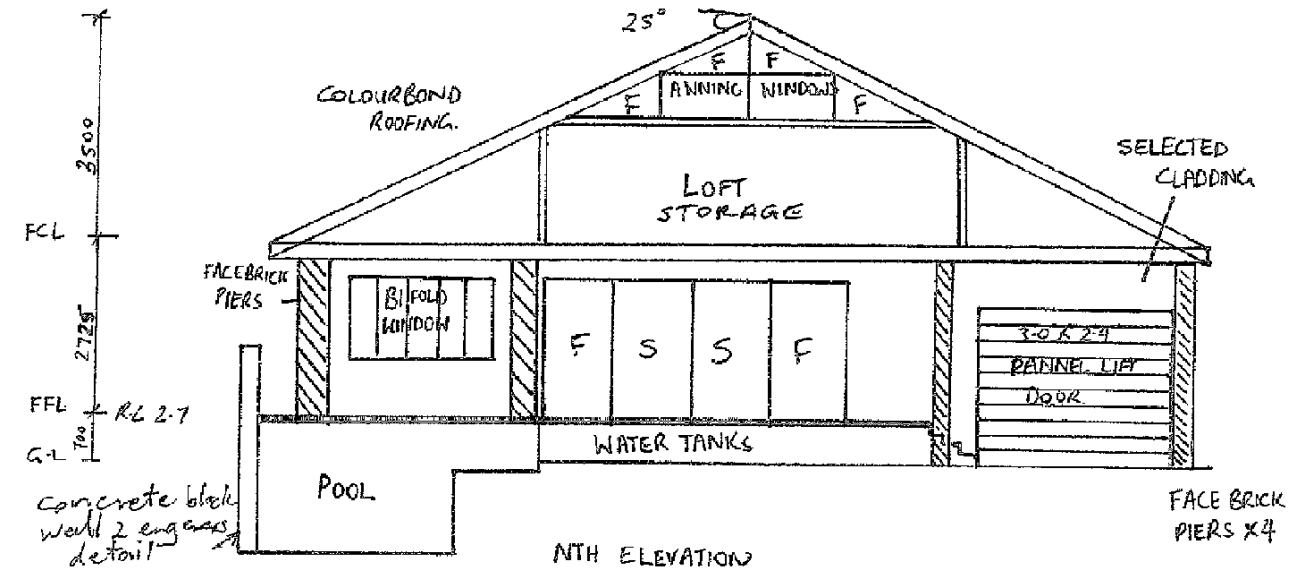 25°
COLOURBOND
ROOFING.
F F
F ANNING WINDOWS F
3500
SELECTED
CLADDING
LOFT
STORAGE
FCL
FACEBRICK
PIERS
BI FOLD
WINDOW
2725
F S S F
3.0 x 2.4
PANNEL LIFT
DOOR
FFL RL 2.7
700
G.L
WATER TANKS
POOL
concrete block
wall 2 engineers
detail
FACE BRICK
PIERS X4
NTH ELEVATION